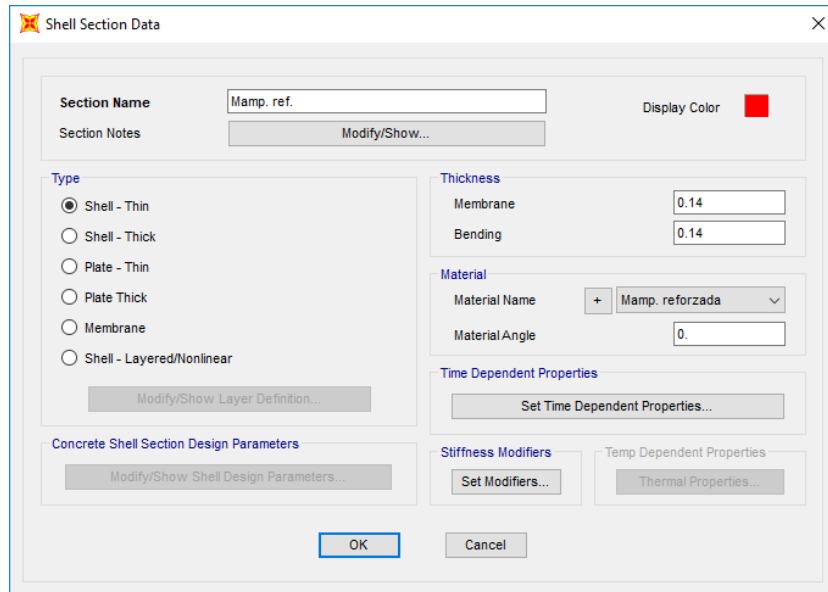 Shell Section Data
Section Name Mamp. ref. Display Color
Section Notes Modify/Show...
Type
Shell - Thin
Shell - Thick
Plate - Thin
Plate Thick
Membrane
Shell - Layered/Nonlinear
Modify/Show Layer Definition...
Thickness
Membrane 0.14
Bending 0.14
Material
Material Name + Mamp. reforzada
Material Angle 0.
Time Dependent Properties
Set Time Dependent Properties...
Concrete Shell Section Design Parameters
Modify/Show Shell Design Parameters...
Stiffness Modifiers
Set Modifiers...
Temp Dependent Properties
Thermal Properties...
OK Cancel